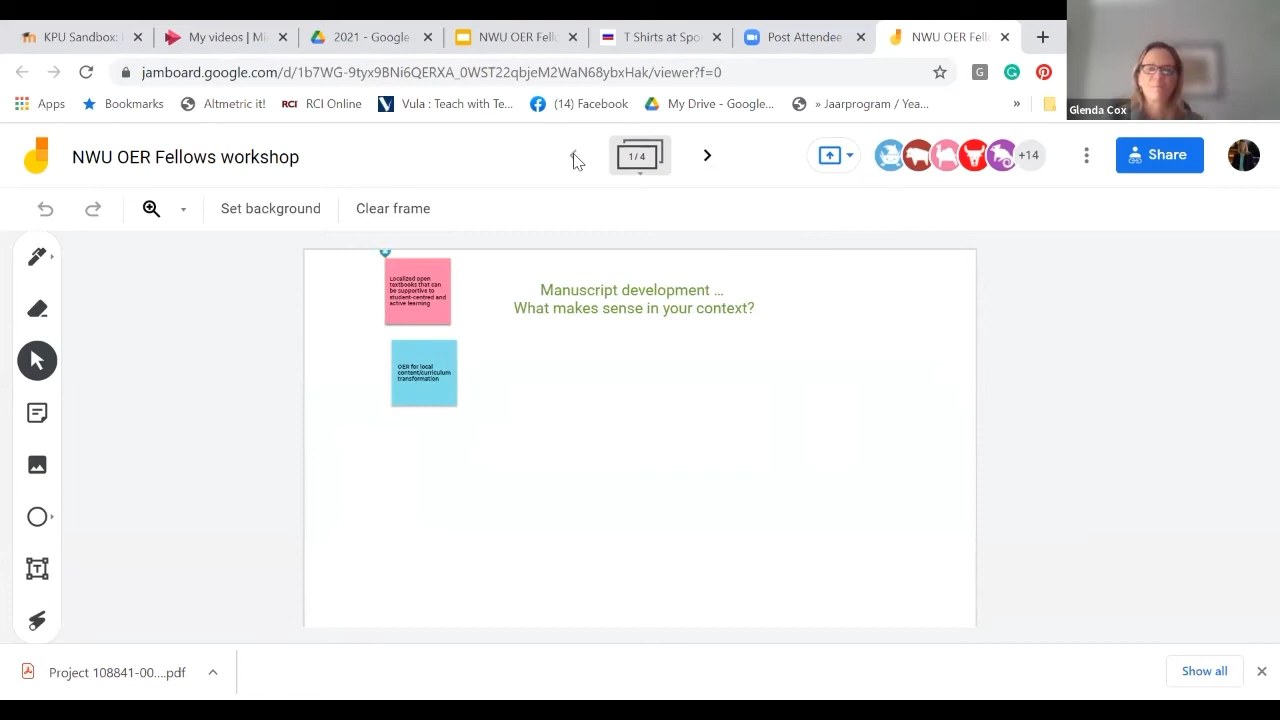 KPU Sandbox:
My videos | Mi
2021 - Google
NWU OER Fell
T Shirts at Spo
Post Attendee
NWU OER Fell
jamboard.google.com/d/1b7WG-9tyx9BNi6QERXA_0WST22qbjeM2WaN68ybxHak/viewer?f=0
Apps
Bookmarks
Altmetric it!
RCI RCI Online
Vula : Teach with Te...
(14) Facebook
My Drive - Google...
» Jaarprogram / Yea...
»
Glenda Cox
NWU OER Fellows workshop
1/4
+14
Share
Set background
Clear frame
Localized open
textbooks that can
be supportive to
student-centred and
active learning
Manuscript development ...
What makes sense in your context?
OER for local
content/curriculum
transformation
Project 108841-00....pdf
Show all